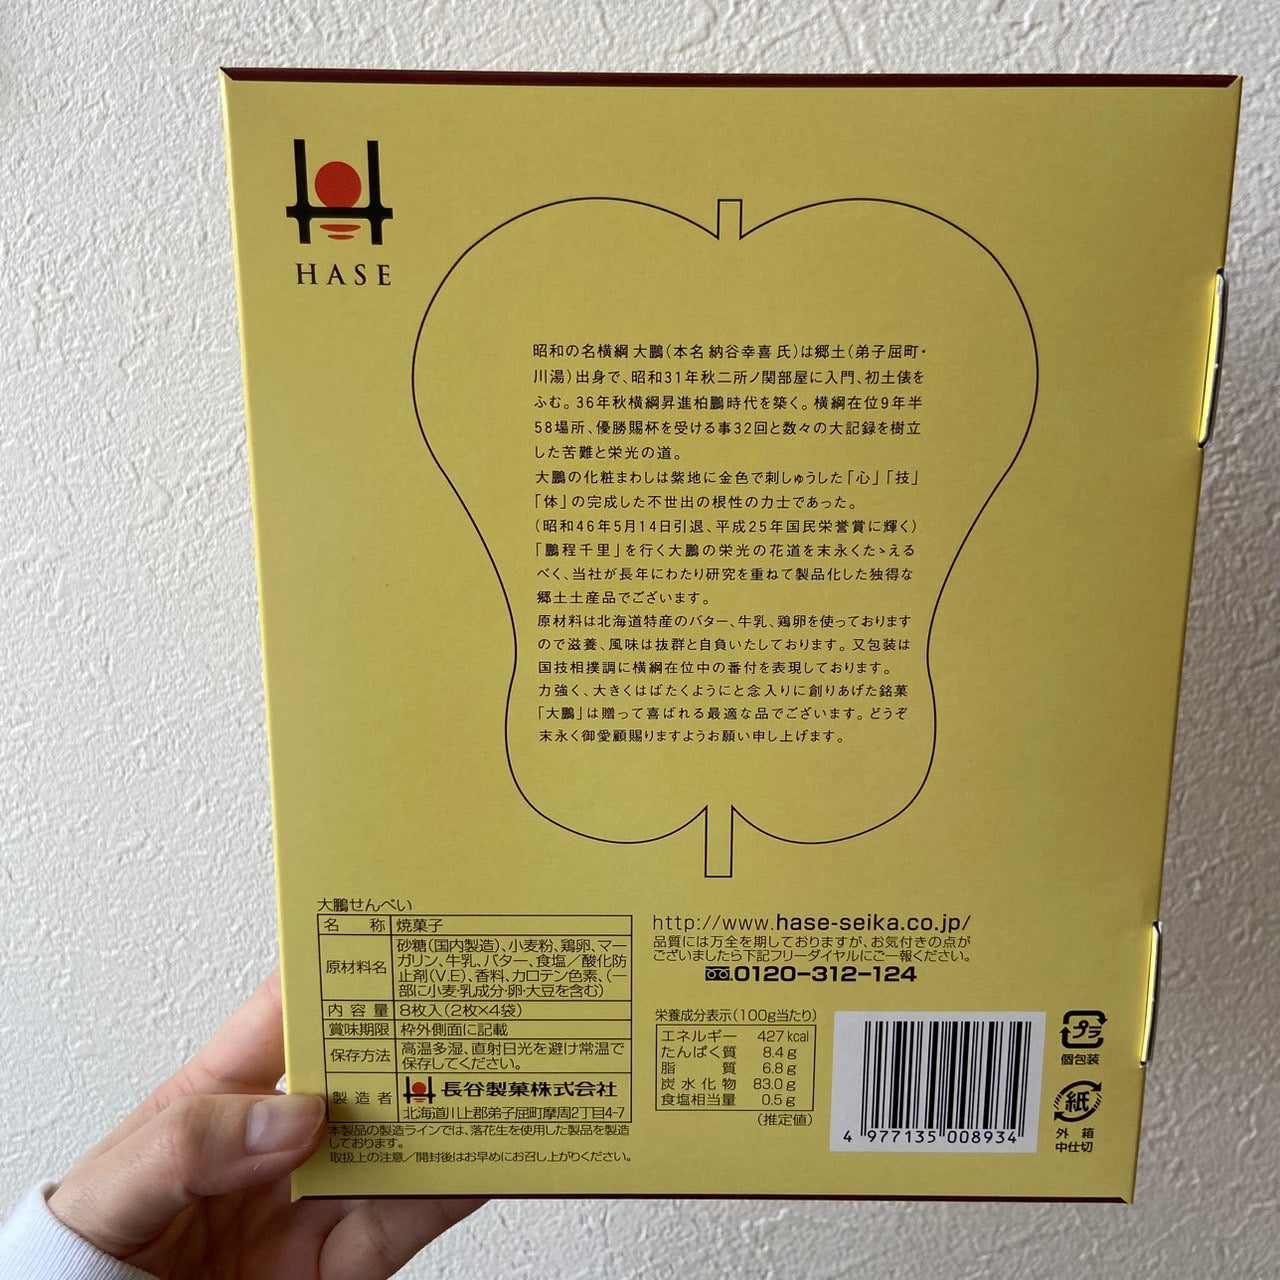 HASE
昭和の名横綱 大鵬(本名 納谷幸喜 氏)は郷土(弟子屈町・
川湯)出身で、昭和31年秋二所ノ関部屋に入門、初土俵を
ふむ。36年秋横綱昇進柏鵬時代を築く。横綱在位9年半
58場所、優勝賜杯を受ける事32回と数々の大記録を樹立
した苦難と栄光の道。
大鵬の化粧まわしは紫地に金色で刺しゅうした「心」「技」
「体」の完成した不世出の根性の力士であった。
(昭和46年5月14日引退、平成25年国民栄誉賞に輝く)
「鵬程千里」を行く大鵬の栄光の花道を末永くたゝえる
べく、当社が長年にわたり研究を重ねて製品化した独得な
郷土土産品でございます。
原材料は北海道特産のバター、牛乳、鶏卵を使っております
ので滋養、風味は抜群と自負いたしております。又包装は
国技相撲調に横綱在位中の番付を表現しております。
力強く、大きくはばたくようにと念入りに創りあげた銘菓
「大鵬」は贈って喜ばれる最適な品でございます。どうぞ
末永く御愛顧賜りますようお願い申し上げます。
大鵬せんべい
名 称 焼菓子
原材料名 砂糖(国内製造)、小麦粉、鶏卵、マー
ガリン、牛乳、バター、食塩/酸化防
止剤(V.E)、香料、カロテン色素、(一
部に小麦・乳成分・卵・大豆を含む)
内容量 8枚入(2枚×4袋)
賞味期限 枠外側面に記載
保存方法 高温多湿、直射日光を避け常温で
保存してください。
製造者 長谷製菓株式会社
北海道川上郡弟子屈町摩周2丁目4-7
本製品の製造ラインでは、落花生を使用した製品を製造
しております。
取扱上の注意/開封後はお早めにお召し上がりください。
http://www.hase-seika.co.jp/
品質には万全を期しておりますが、お気付きの点が
ございましたら下記フリーダイヤルにご一報ください。
0120-312-124
栄養成分表示(100g当たり)
エネルギー 427kcal
たんぱく質 8.4g
脂 質 6.8g
炭水化物 83.0g
食塩相当量 0.5g
(推定値)
4 977135 008934
プラ
個包装
紙
外 箱
中仕切